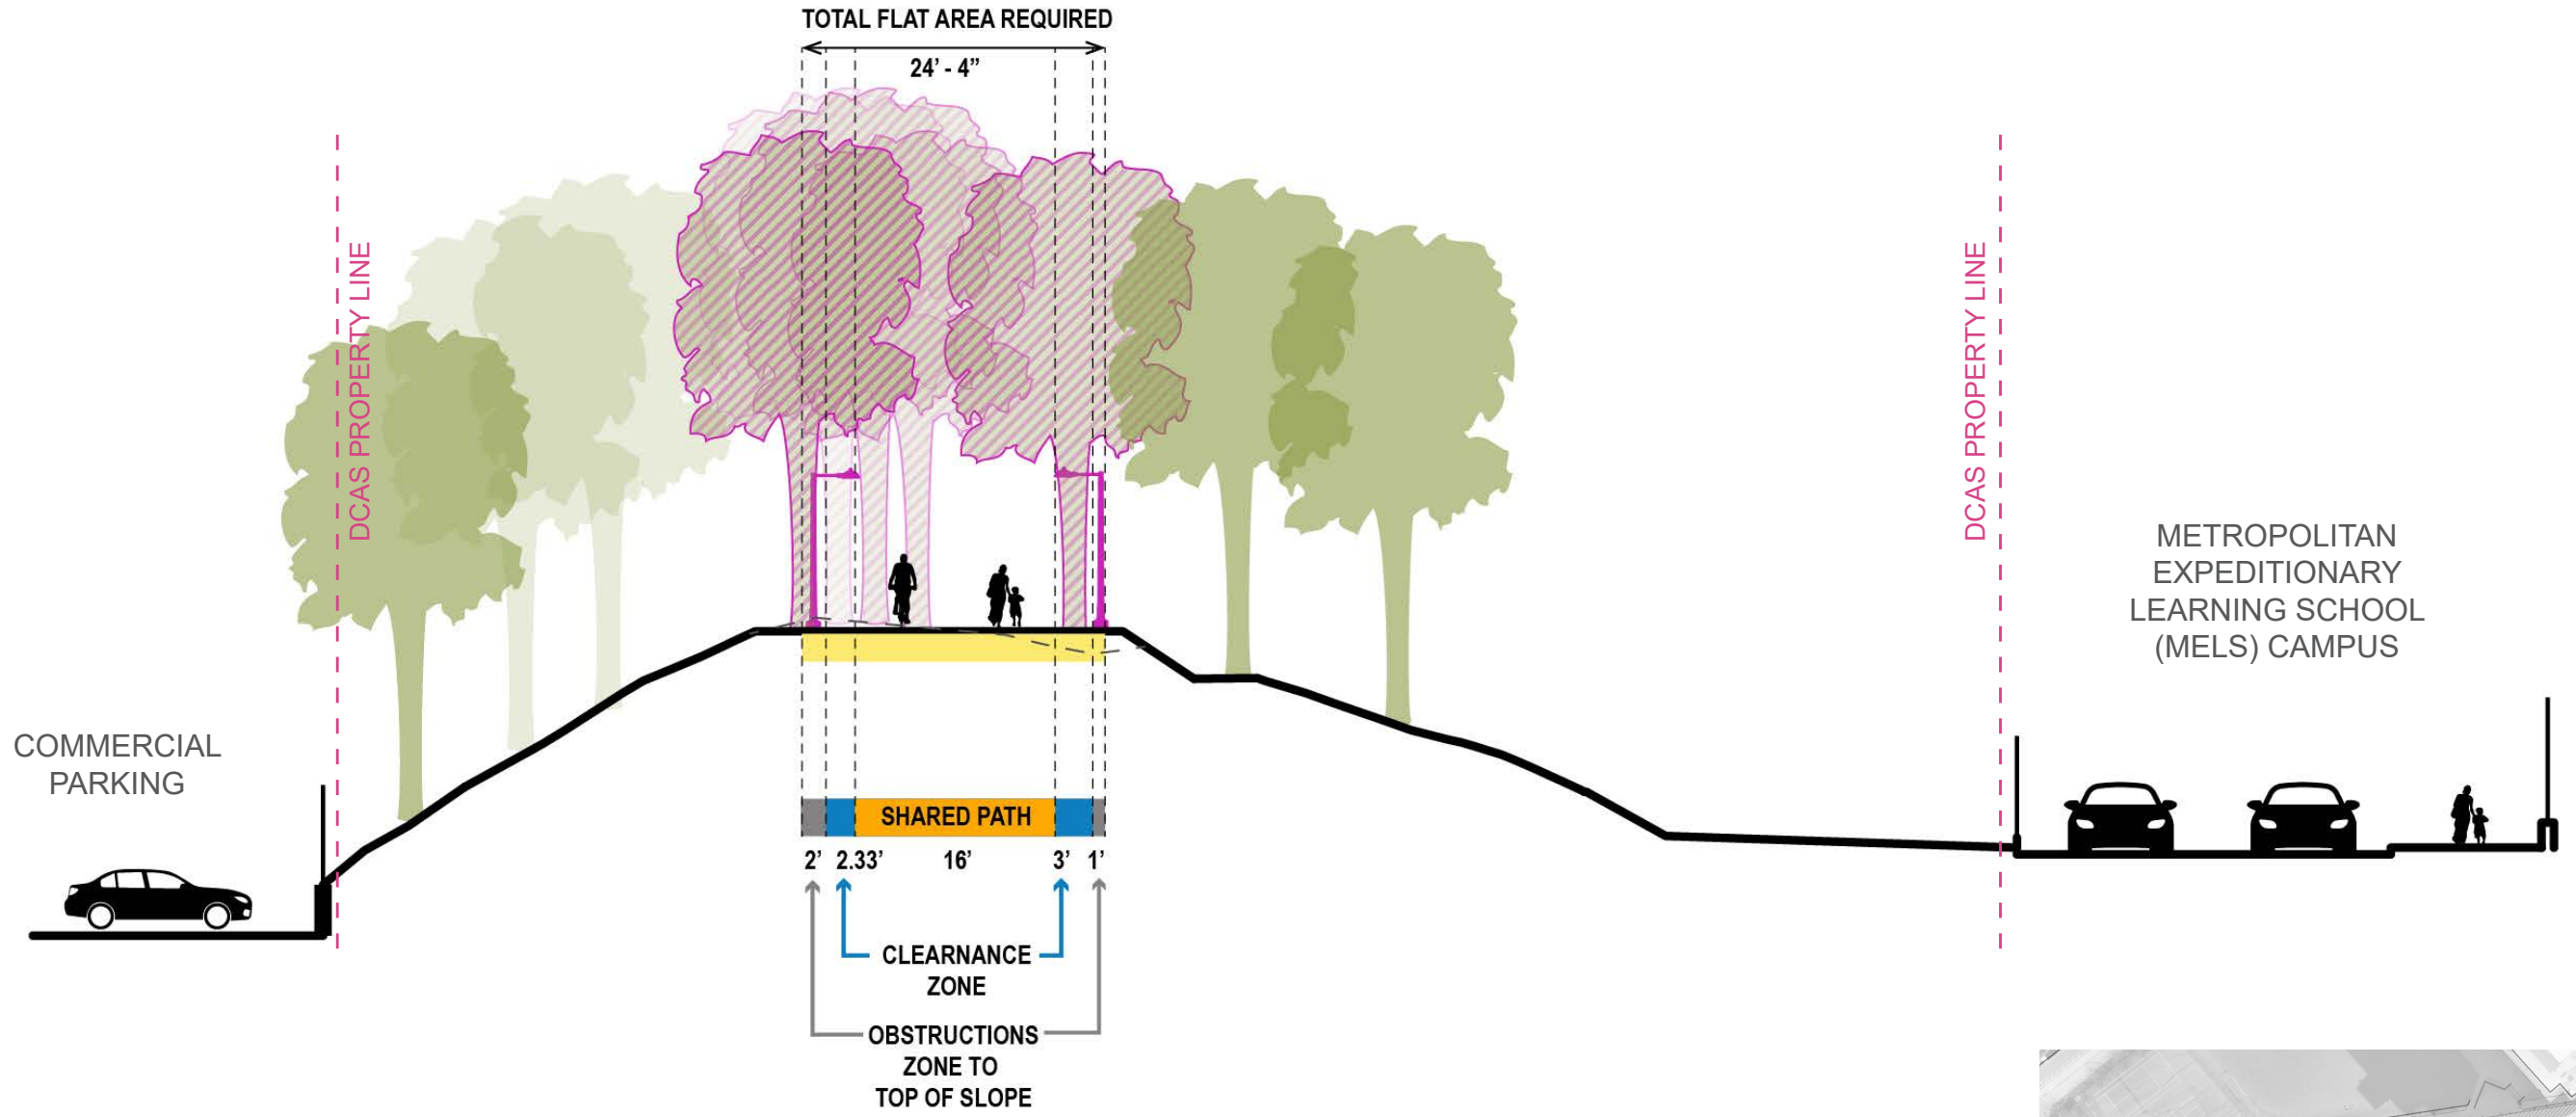 TOTAL FLAT AREA REQUIRED
24' - 4”
DCAS PROPERTY LINE
DCAS PROPERTY LINE
METROPOLITAN
EXPEDITIONARY
LEARNING SCHOOL
(MELS) CAMPUS
COMMERCIAL
PARKING
SHARED PATH
2' 2.33' 16' 3' 1'
CLEARNANCE
ZONE
OBSTRUCTIONS
ZONE TO
TOP OF SLOPE